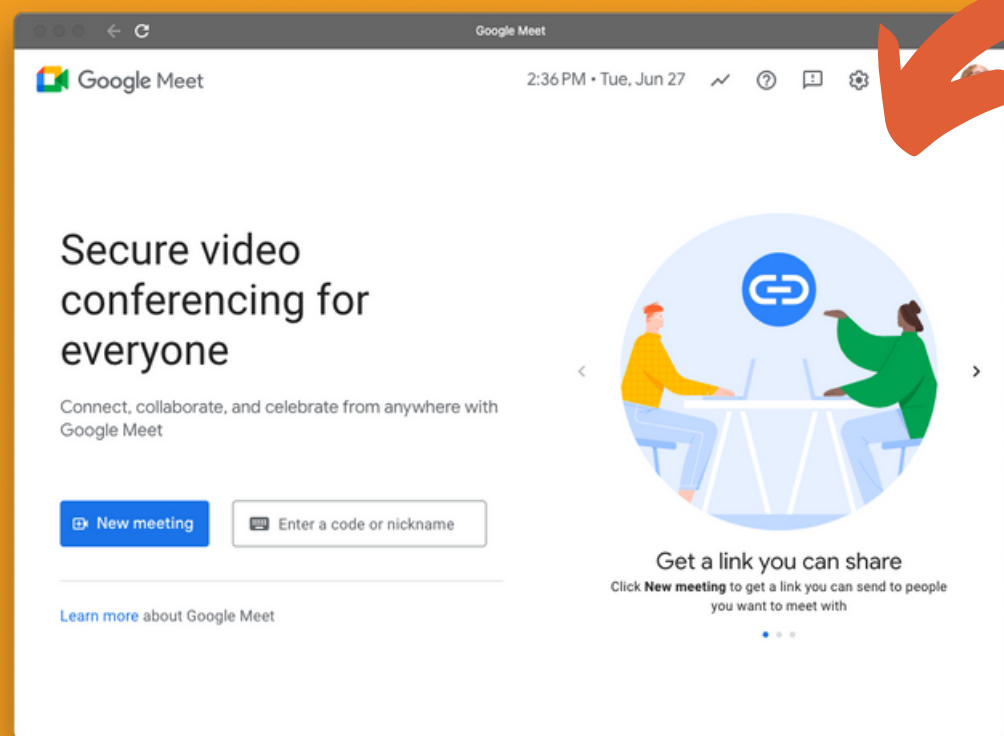 Google Meet
Google Meet
2:36 PM • Tue, Jun 27
Secure video
conferencing for
everyone
Connect, collaborate, and celebrate from anywhere with
Google Meet
New meeting
Enter a code or nickname
Learn more about Google Meet
Get a link you can share
Click New meeting to get a link you can send to people
you want to meet with